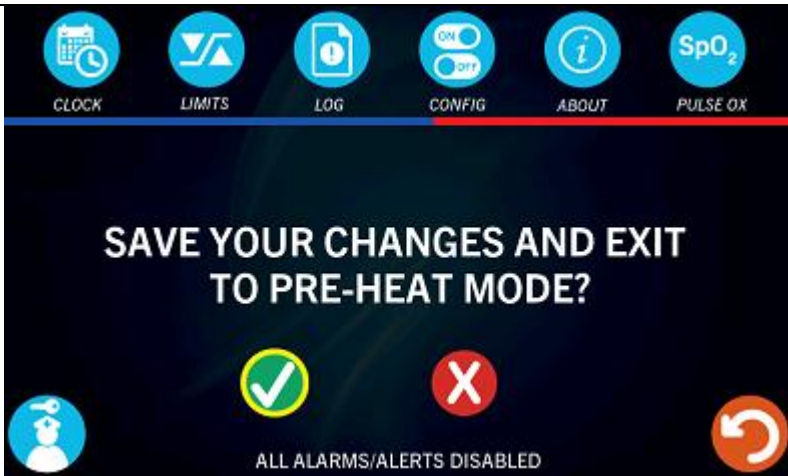 ON
OFF
i
SpO₂
CLOCK
LIMITS
LOG
CONFIG
ABOUT
PULSE OX
SAVE YOUR CHANGES AND EXIT
TO PRE-HEAT MODE?
X
ALL ALARMS/ALERTS DISABLED